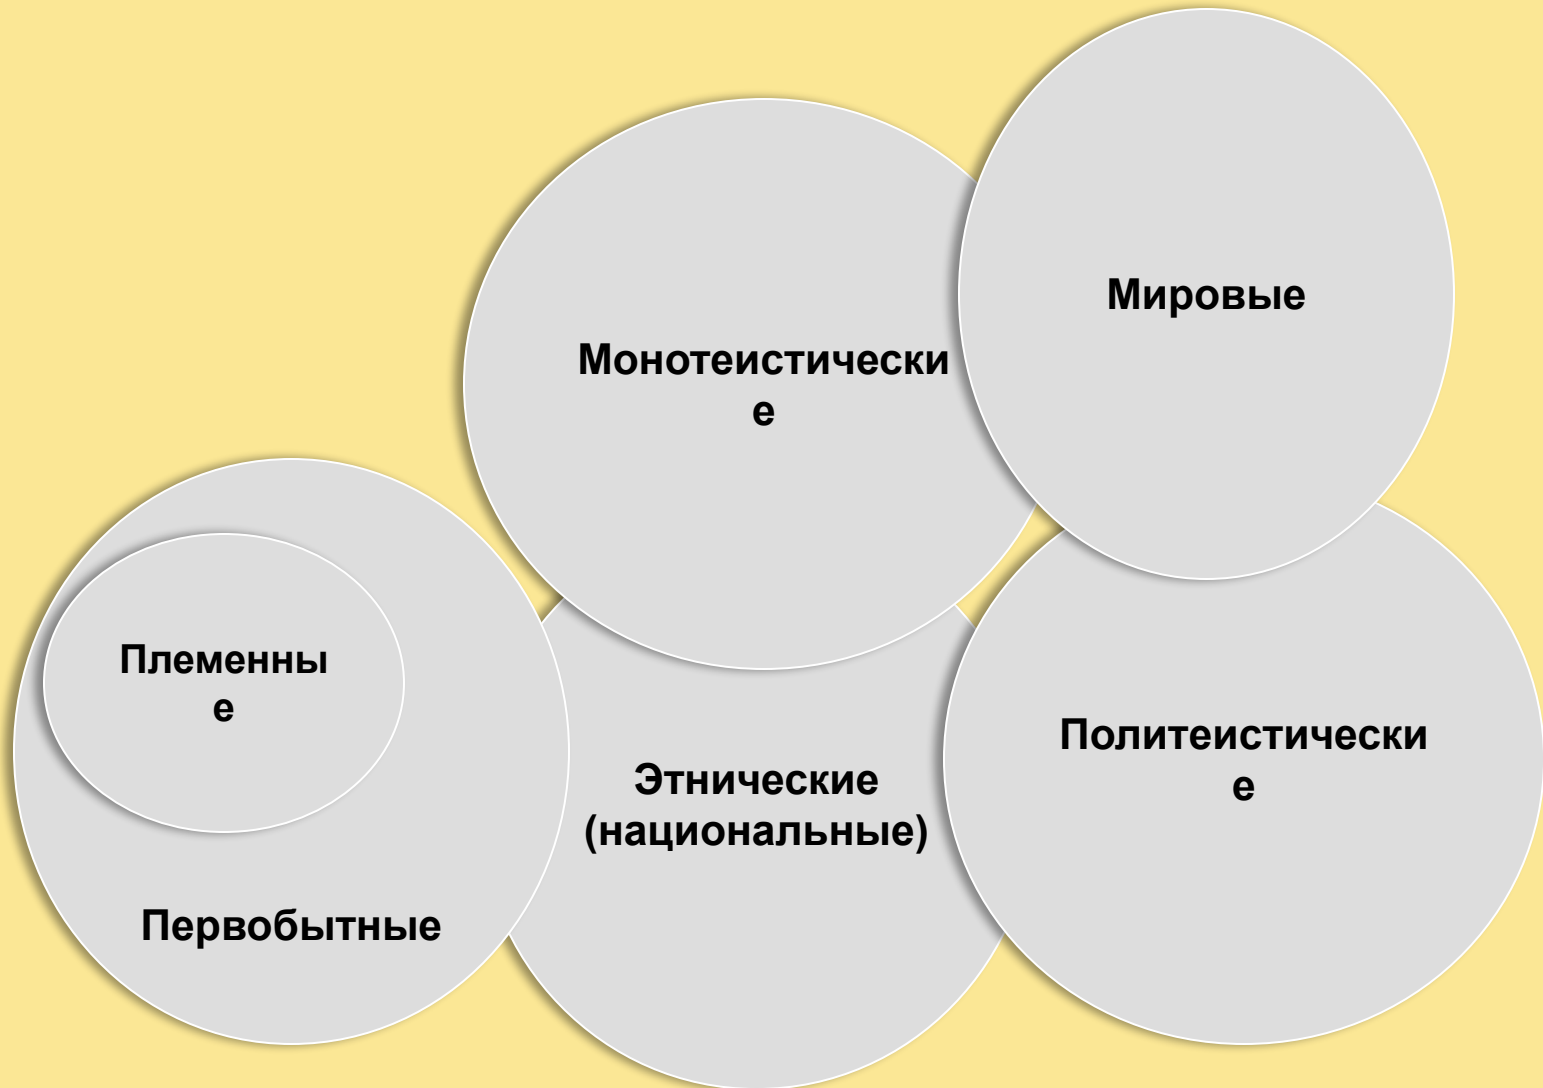 Мировые
Монотеистически
е
Племенны
е
Политеистически
е
Этнические
(национальные)
Первобытные